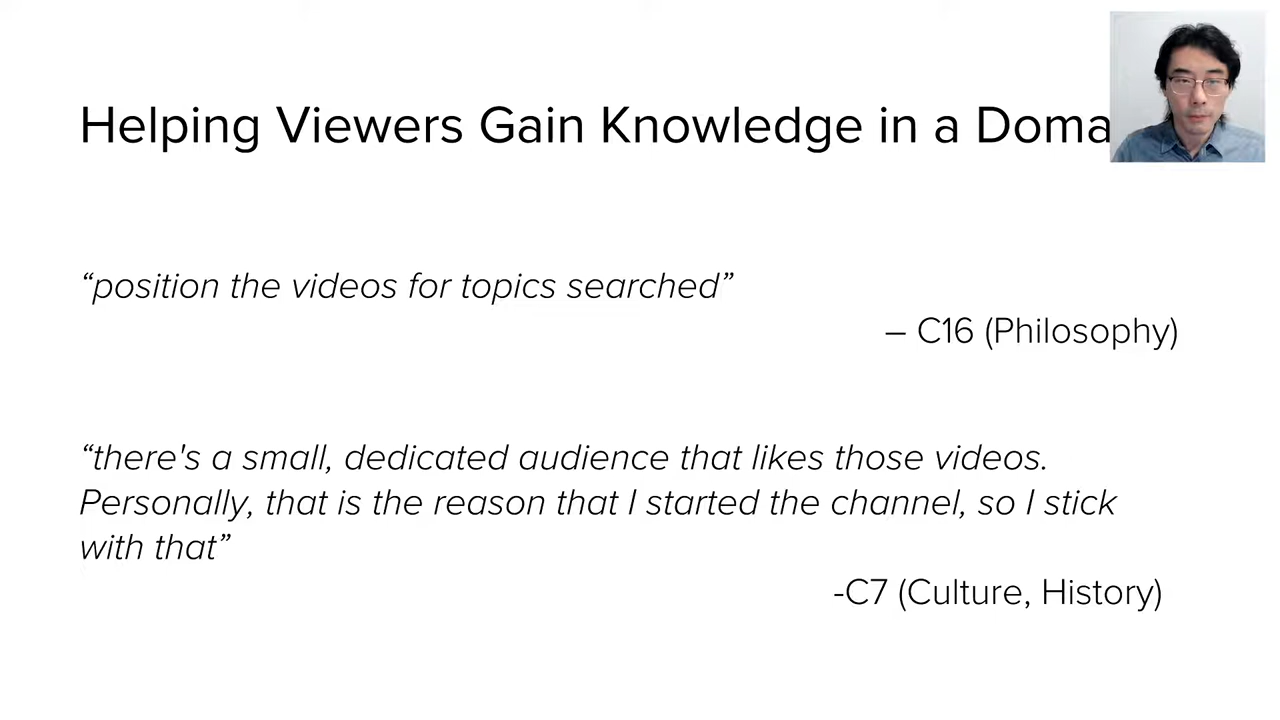 Helping Viewers Gain Knowledge in a Doma
“position the videos for topics searched”
– C16 (Philosophy)
“there's a small, dedicated audience that likes those videos.
Personally, that is the reason that I started the channel, so I stick
with that”
-C7 (Culture, History)